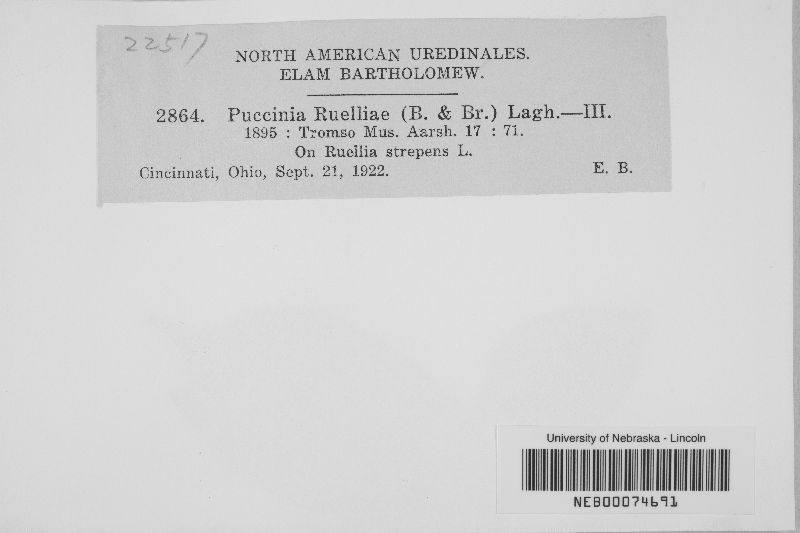 22517
NORTH AMERICAN UREDINALES.
ELAM BARTHOLOMEW.
2864. Puccinia Ruelliae (B. & Br.) Lagh.—III.
1895 : Tromso Mus. Aarsh. 17 : 71.
On Ruellia strepens L.
Cincinnati, Ohio, Sept. 21, 1922. E. B.
University of Nebraska - Lincoln
NEB00074691